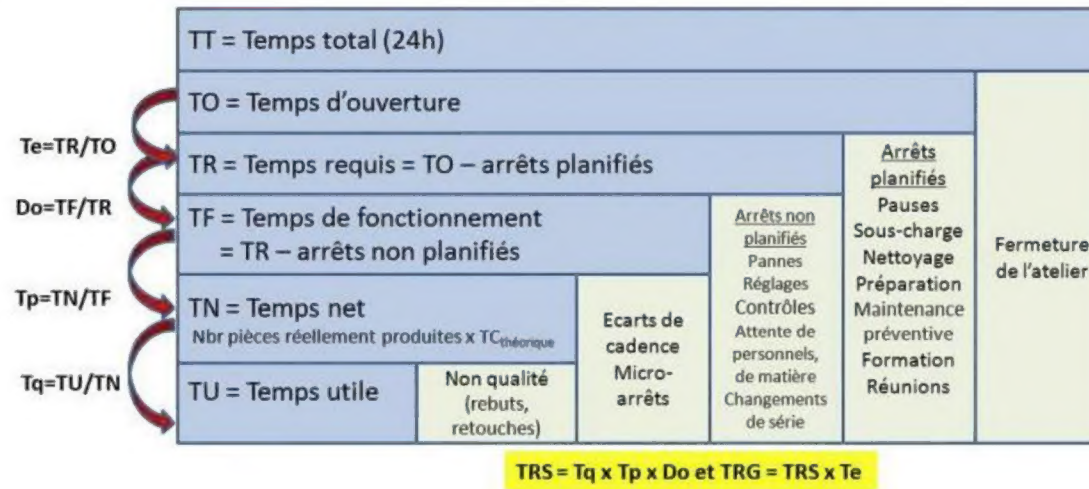 TT = Temps total (24h)
TO = Temps d'ouverture
Te=TR/TO
TR = Temps requis = TO – arrêts planifiés
Do=TF/TR
TF = Temps de fonctionnement
= TR – arrêts non planifiés
Tp=TN/TF
TN = Temps net
Nbr pièces réellement produites x TCthéorique
Tq=TU/TN
TU = Temps utile
Non qualité
(rebuts,
retouches)
Ecarts de
cadence
Micro-
arrêts
Arrêts non
planifiés
Pannes
Réglages
Contrôles
Attente de
personnels,
de matière
Changements
de série
Arrêts
planifiés
Pauses
Sous-charge
Nettoyage
Préparation
Maintenance
préventive
Formation
Réunions
Fermeture
de l'atelier
TRS = Tq x Tp x Do et TRG = TRS x Te